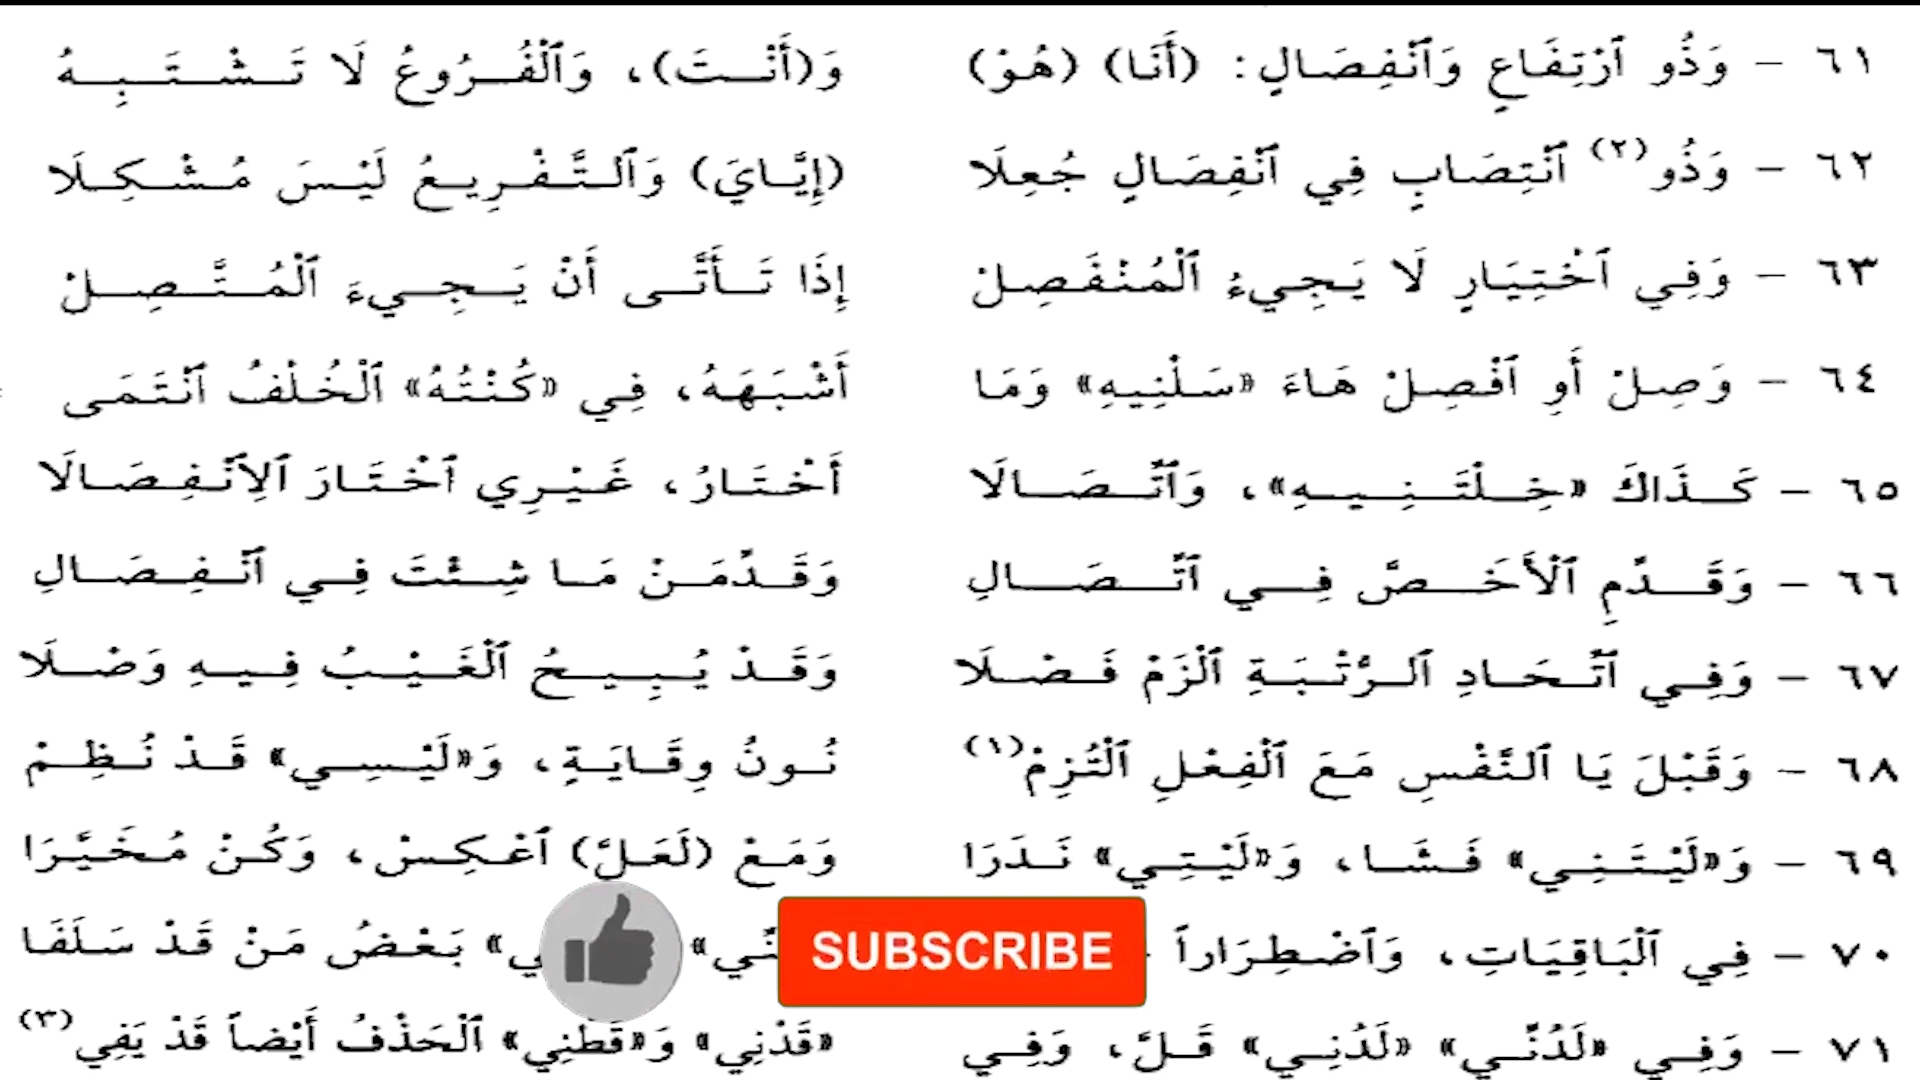 ٦١ - وَذُو ٱرْتِفَاعٍ وَٱنْفِصَالٍ: (أَنَا) (هُوْ) وَ(أَنْتَ)، وَٱلْفُرُوعُ لَا تَشْتَبِهُ
٦٢ - وَذُو(٢) ٱنْتِصَابٍ فِي ٱنْفِصَالٍ جُعِلَا (إِيَّايَ) وَٱلتَّفْرِيعُ لَيْسَ مُشْكِلَا
٦٣ - وَفِي ٱخْتِيَارٍ لَا يَجِيءُ ٱلْمُنْفَصِلْ إِذَا تَأَتَّى أَنْ يَجِيءَ ٱلْمُتَّصِلْ
٦٤ - وَصِلْ أَوِ ٱفْصِلْ هَاءَ «سَلْنِيهِ» وَمَا أَشْبَهَهُ، فِي «كُنْتُهُ» ٱلْخُلْفُ ٱنْتَمَى
٦٥ - كَذَاكَ «خِلْتَنِيهِ»، وَٱتِّصَالَا أَخْتَارُ، غَيْرِي ٱخْتَارَ ٱلِٱنْفِصَالَا
٦٦ - وَقَدِّمِ ٱلْأَخَصَّ فِي ٱتِّصَالِ وَقَدِّمَنْ مَا شِئْتَ فِي ٱنْفِصَالِ
٦٧ - وَفِي ٱتِّحَادِ ٱلرُّتْبَةِ ٱلْزَمْ فَصْلَا وَقَدْ يُبِيحُ ٱلْغَيْبُ فِيهِ وَصْلَا
٦٨ - وَقَبْلَ يَا ٱلنَّفْسِ مَعَ ٱلْفِعْلِ ٱلْتُزِمْ(١) نُونُ وِقَايَةٍ، وَ«لَيْسِي» قَدْ نُظِمْ
٦٩ - وَ«لَيْتَنِي» فَشَا، وَ«لَيْتِي» نَدَرَا وَمَعْ (لَعَلَّ) ٱعْكِسْ، وَكُنْ مُخَيَّرَا
٧٠ - فِي ٱلْبَاقِيَاتِ، وَٱضْطِرَاراً بَعْضُ مَنْ قَدْ سَلَفَا
SUBSCRIBE
٧١ - وَفِي «لَدُنِّي» «لَدُنِي» قَلَّ، وَفِي «قَدْنِي» وَ«قَطْنِي» ٱلْحَذْفُ أَيْضاً قَدْ يَفِي(٣)